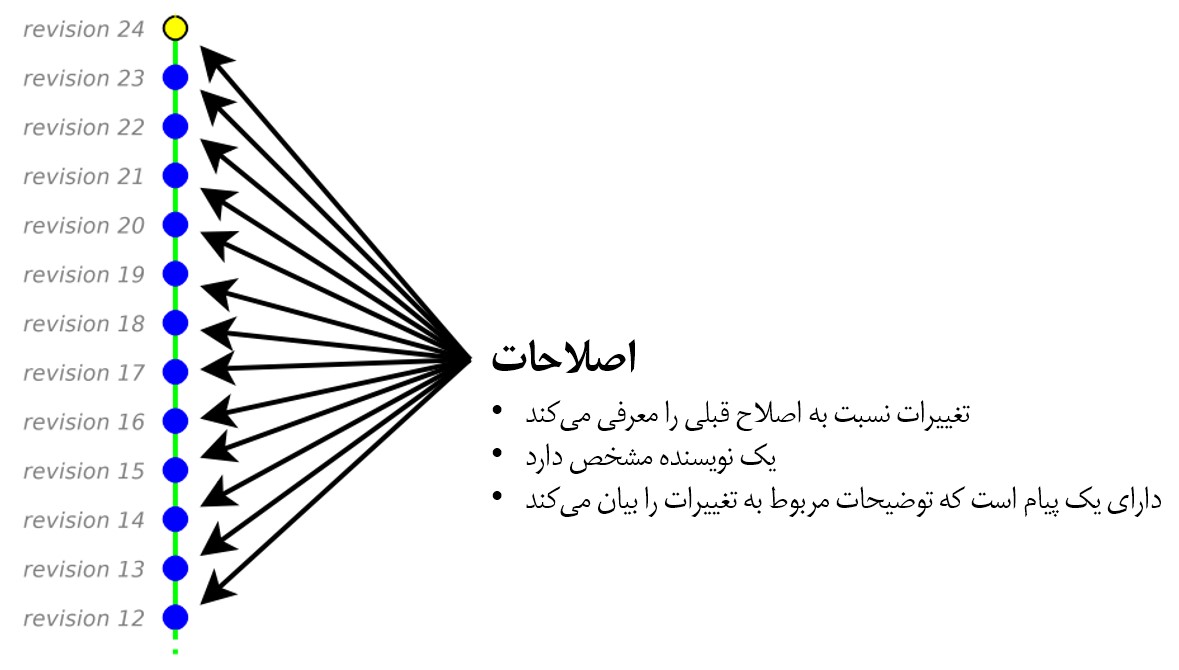 revision 24
revision 23
revision 22
revision 21
revision 20
revision 19
revision 18
revision 17
revision 16
revision 15
revision 14
revision 13
revision 12
اصلاحات
• تغییرات نسبت به اصلاح قبلی را معرفی می‌کند
• یک نویسنده مشخص دارد
• دارای یک پیام است که توضیحات مربوط به تغییرات را بیان می‌کند